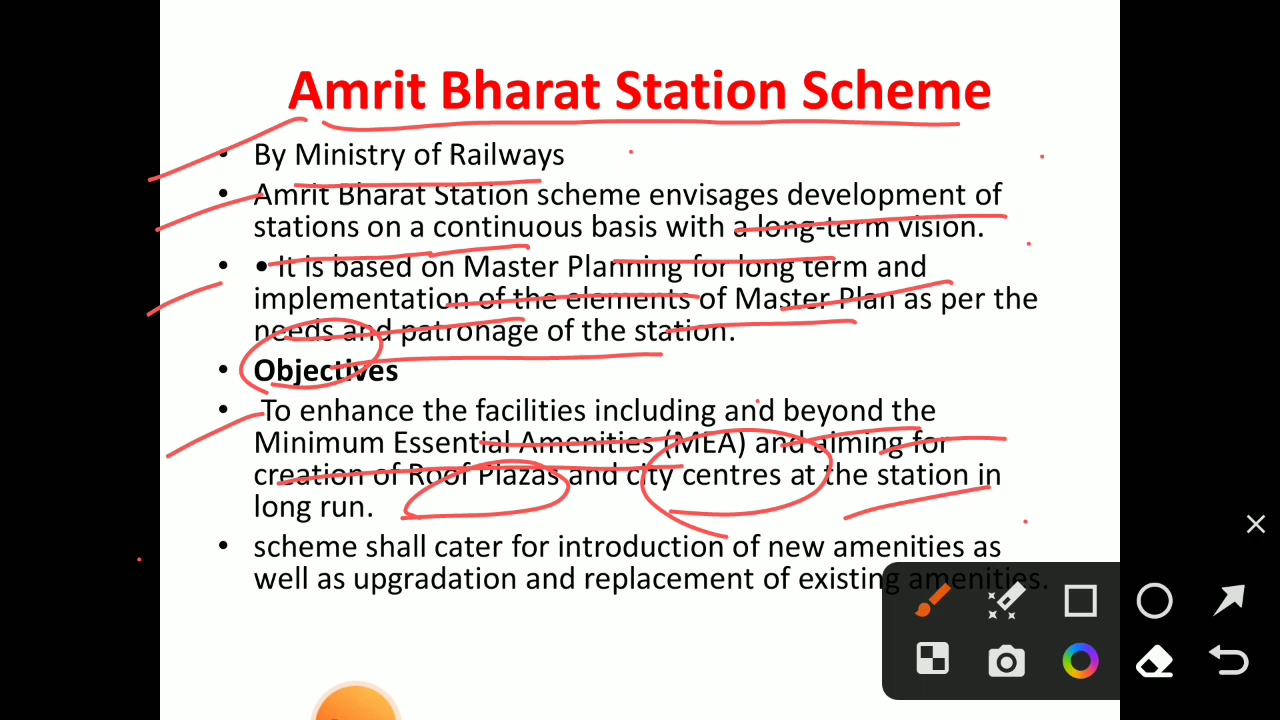 Amrit Bharat Station Scheme
• By Ministry of Railways
• Amrit Bharat Station scheme envisages development of
stations on a continuous basis with a long-term vision.
• • It is based on Master Planning for long term and
implementation of the elements of Master Plan as per the
needs and patronage of the station.
• Objectives
• To enhance the facilities including and beyond the
Minimum Essential Amenities (MEA) and aiming for
creation of Roof Plazas and city centres at the station in
long run.
• scheme shall cater for introduction of new amenities as
well as upgradation and replacement of existing amenities.